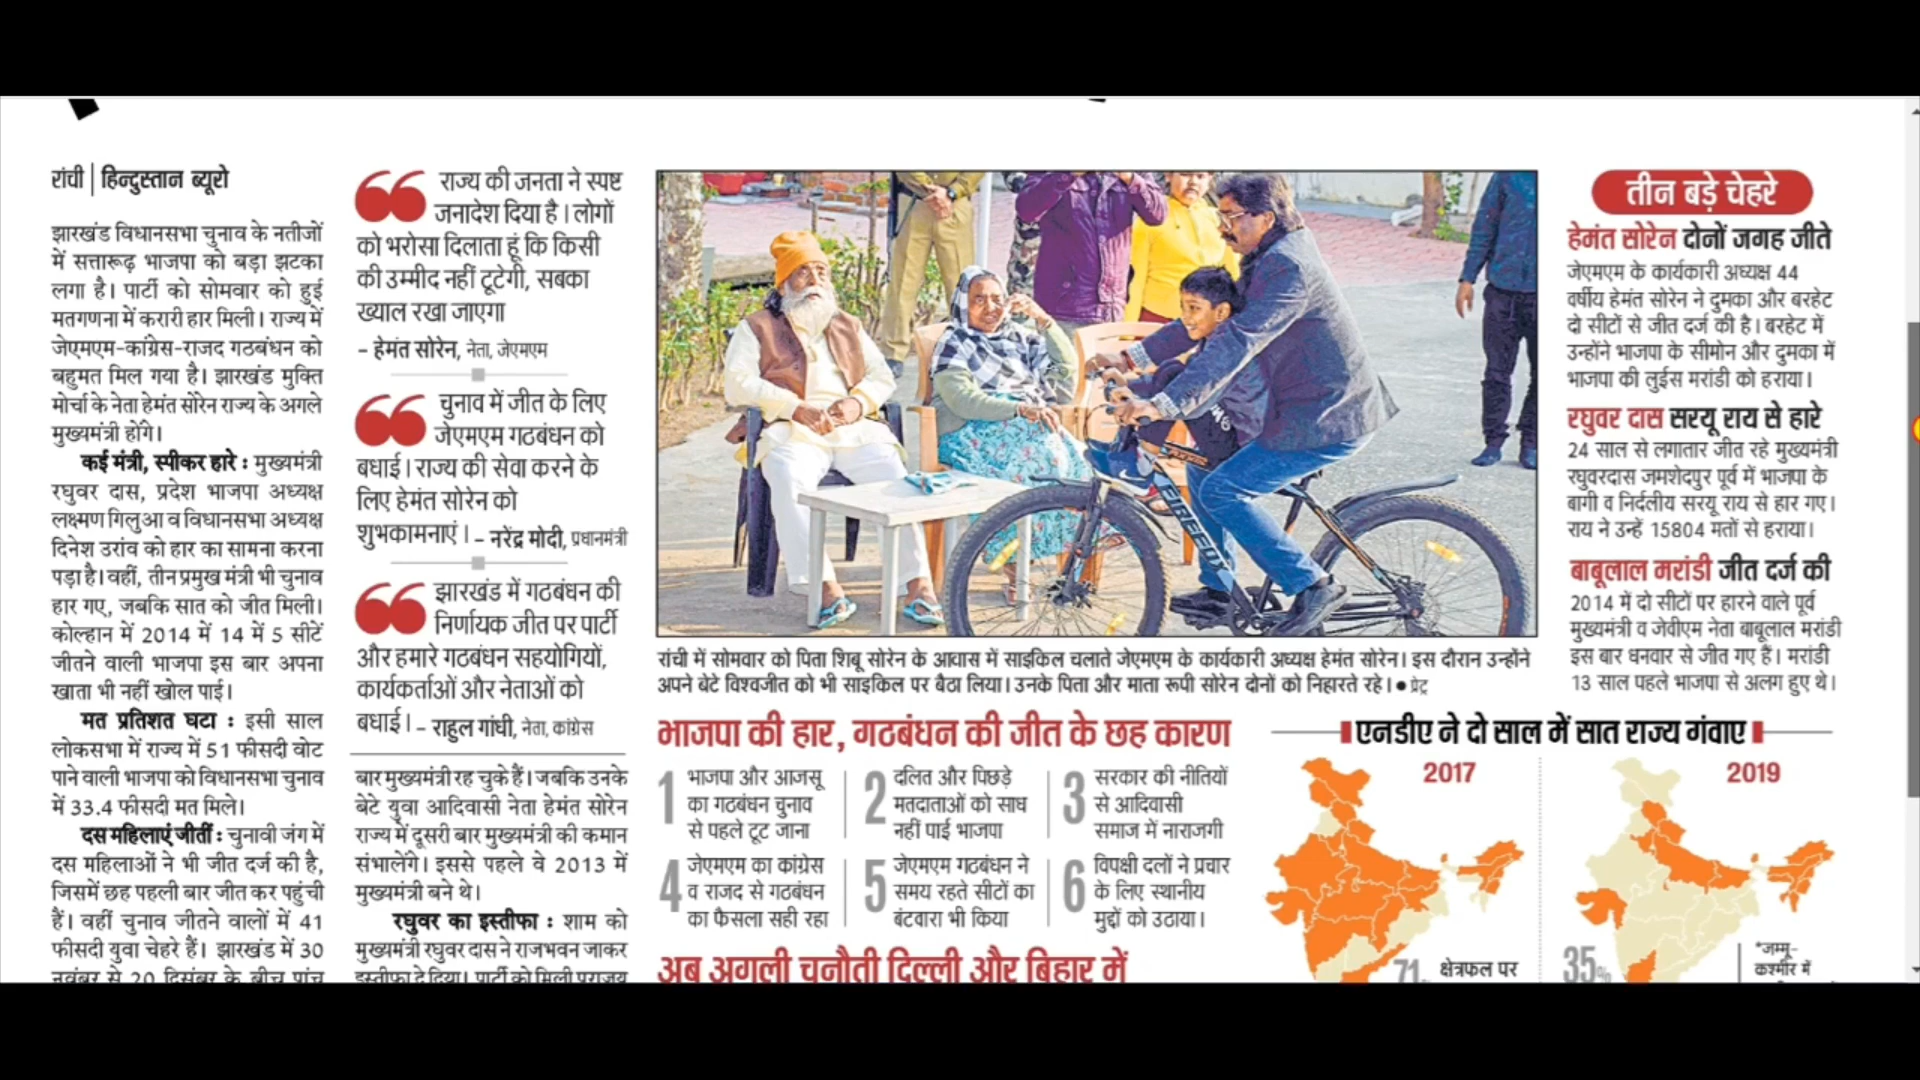 रांची | हिन्दुस्तान ब्यूरो
झारखंड विधानसभा चुनाव के नतीजों
में सत्तारूढ़ भाजपा को बड़ा झटका
लगा है। पार्टी को सोमवार को हुई
मतगणना में करारी हार मिली। राज्य में
जेएमएम-कांग्रेस-राजद गठबंधन को
बहुमत मिल गया है। झारखंड मुक्ति
मोर्चा के नेता हेमंत सोरेन राज्य के अगले
मुख्यमंत्री होंगे।
कई मंत्री, स्पीकर हारे : मुख्यमंत्री
रघुवर दास, प्रदेश भाजपा अध्यक्ष
लक्ष्मण गिलुआ व विधानसभा अध्यक्ष
दिनेश उरांव को हार का सामना करना
पड़ा है। वहीं, तीन प्रमुख मंत्री भी चुनाव
हार गए, जबकि सात को जीत मिली।
कोल्हान में 2014 में 14 में 5 सीटें
जीतने वाली भाजपा इस बार अपना
खाता भी नहीं खोल पाई।
मत प्रतिशत घटा : इसी साल
लोकसभा में राज्य में 51 फीसदी वोट
पाने वाली भाजपा को विधानसभा चुनाव
में 33.4 फीसदी मत मिले।
दस महिलाएं जीतीं : चुनावी जंग में
दस महिलाओं ने भी जीत दर्ज की है,
जिसमें छह पहली बार जीत कर पहुंची
हैं। वहीं चुनाव जीतने वालों में 41
फीसदी युवा चेहरे हैं। झारखंड में 30
नवंबर से 20 दिसंबर के बीच पांच
राज्य की जनता ने स्पष्ट
जनादेश दिया है। लोगों
को भरोसा दिलाता हूं कि किसी
की उम्मीद नहीं टूटेगी, सबका
ख्याल रखा जाएगा
- हेमंत सोरेन, नेता, जेएमएम
चुनाव में जीत के लिए
जेएमएम गठबंधन को
बधाई। राज्य की सेवा करने के
लिए हेमंत सोरेन को
शुभकामनाएं। - नरेंद्र मोदी, प्रधानमंत्री
झारखंड में गठबंधन की
निर्णायक जीत पर पार्टी
और हमारे गठबंधन सहयोगियों,
कार्यकर्ताओं और नेताओं को
बधाई। - राहुल गांधी, नेता, कांग्रेस
बार मुख्यमंत्री रह चुके हैं। जबकि उनके
बेटे युवा आदिवासी नेता हेमंत सोरेन
राज्य में दूसरी बार मुख्यमंत्री की कमान
संभालेंगे। इससे पहले वे 2013 में
मुख्यमंत्री बने थे।
रघुवर का इस्तीफा : शाम को
मुख्यमंत्री रघुवर दास ने राजभवन जाकर
इस्तीफा दे दिया। पार्टी को मिली पराजय
FIREFOX
रांची में सोमवार को पिता शिबू सोरेन के आवास में साइकिल चलाते जेएमएम के कार्यकारी अध्यक्ष हेमंत सोरेन। इस दौरान उन्होंने
अपने बेटे विश्वजीत को भी साइकिल पर बैठा लिया। उनके पिता और माता रूपी सोरेन दोनों को निहारते रहे। ● प्रेट्र
भाजपा की हार, गठबंधन की जीत के छह कारण
1 भाजपा और आजसू
का गठबंधन चुनाव
से पहले टूट जाना
2 दलित और पिछड़े
मतदाताओं को साध
नहीं पाई भाजपा
3 सरकार की नीतियों
से आदिवासी
समाज में नाराजगी
4 जेएमएम का कांग्रेस
व राजद से गठबंधन
का फैसला सही रहा
5 जेएमएम गठबंधन ने
समय रहते सीटों का
बंटवारा भी किया
6 विपक्षी दलों ने प्रचार
के लिए स्थानीय
मुद्दों को उठाया।
अब अगली चुनौती दिल्ली और बिहार में
तीन बड़े चेहरे
हेमंत सोरेन दोनों जगह जीते
जेएमएम के कार्यकारी अध्यक्ष 44
वर्षीय हेमंत सोरेन ने दुमका और बरहेट
दो सीटों से जीत दर्ज की है। बरहेट में
उन्होंने भाजपा के सीमोन और दुमका में
भाजपा की लुईस मरांडी को हराया।
रघुवर दास सरयू राय से हारे
24 साल से लगातार जीत रहे मुख्यमंत्री
रघुवरदास जमशेदपुर पूर्व में भाजपा के
बागी व निर्दलीय सरयू राय से हार गए।
राय ने उन्हें 15804 मतों से हराया।
बाबूलाल मरांडी जीत दर्ज की
2014 में दो सीटों पर हारने वाले पूर्व
मुख्यमंत्री व जेवीएम नेता बाबूलाल मरांडी
इस बार धनवार से जीत गए हैं। मरांडी
13 साल पहले भाजपा से अलग हुए थे।
एनडीए ने दो साल में सात राज्य गंवाए
2017
2019
71 क्षेत्रफल पर
35%
*जम्मू-
कश्मीर में